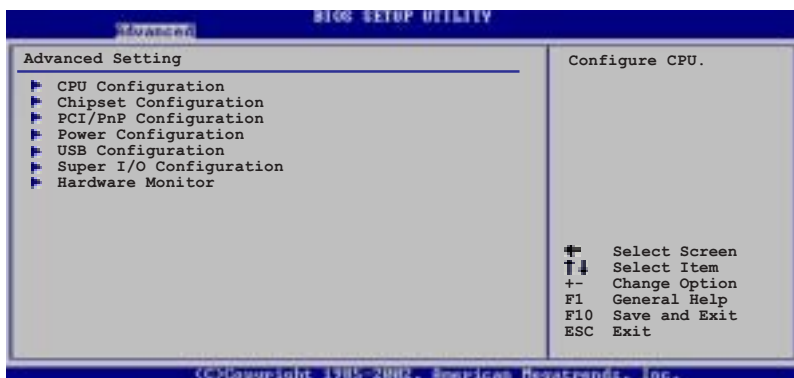 BIOS SETUP UTILITY
Advanced
Advanced Setting
CPU Configuration
Chipset Configuration
PCI/PnP Configuration
Power Configuration
USB Configuration
Super I/O Configuration
Hardware Monitor
Configure CPU.
Select Screen
↑↓ Select Item
+- Change Option
F1 General Help
F10 Save and Exit
ESC Exit
(C)Copyright 1985-2002, American Megatrends, Inc.